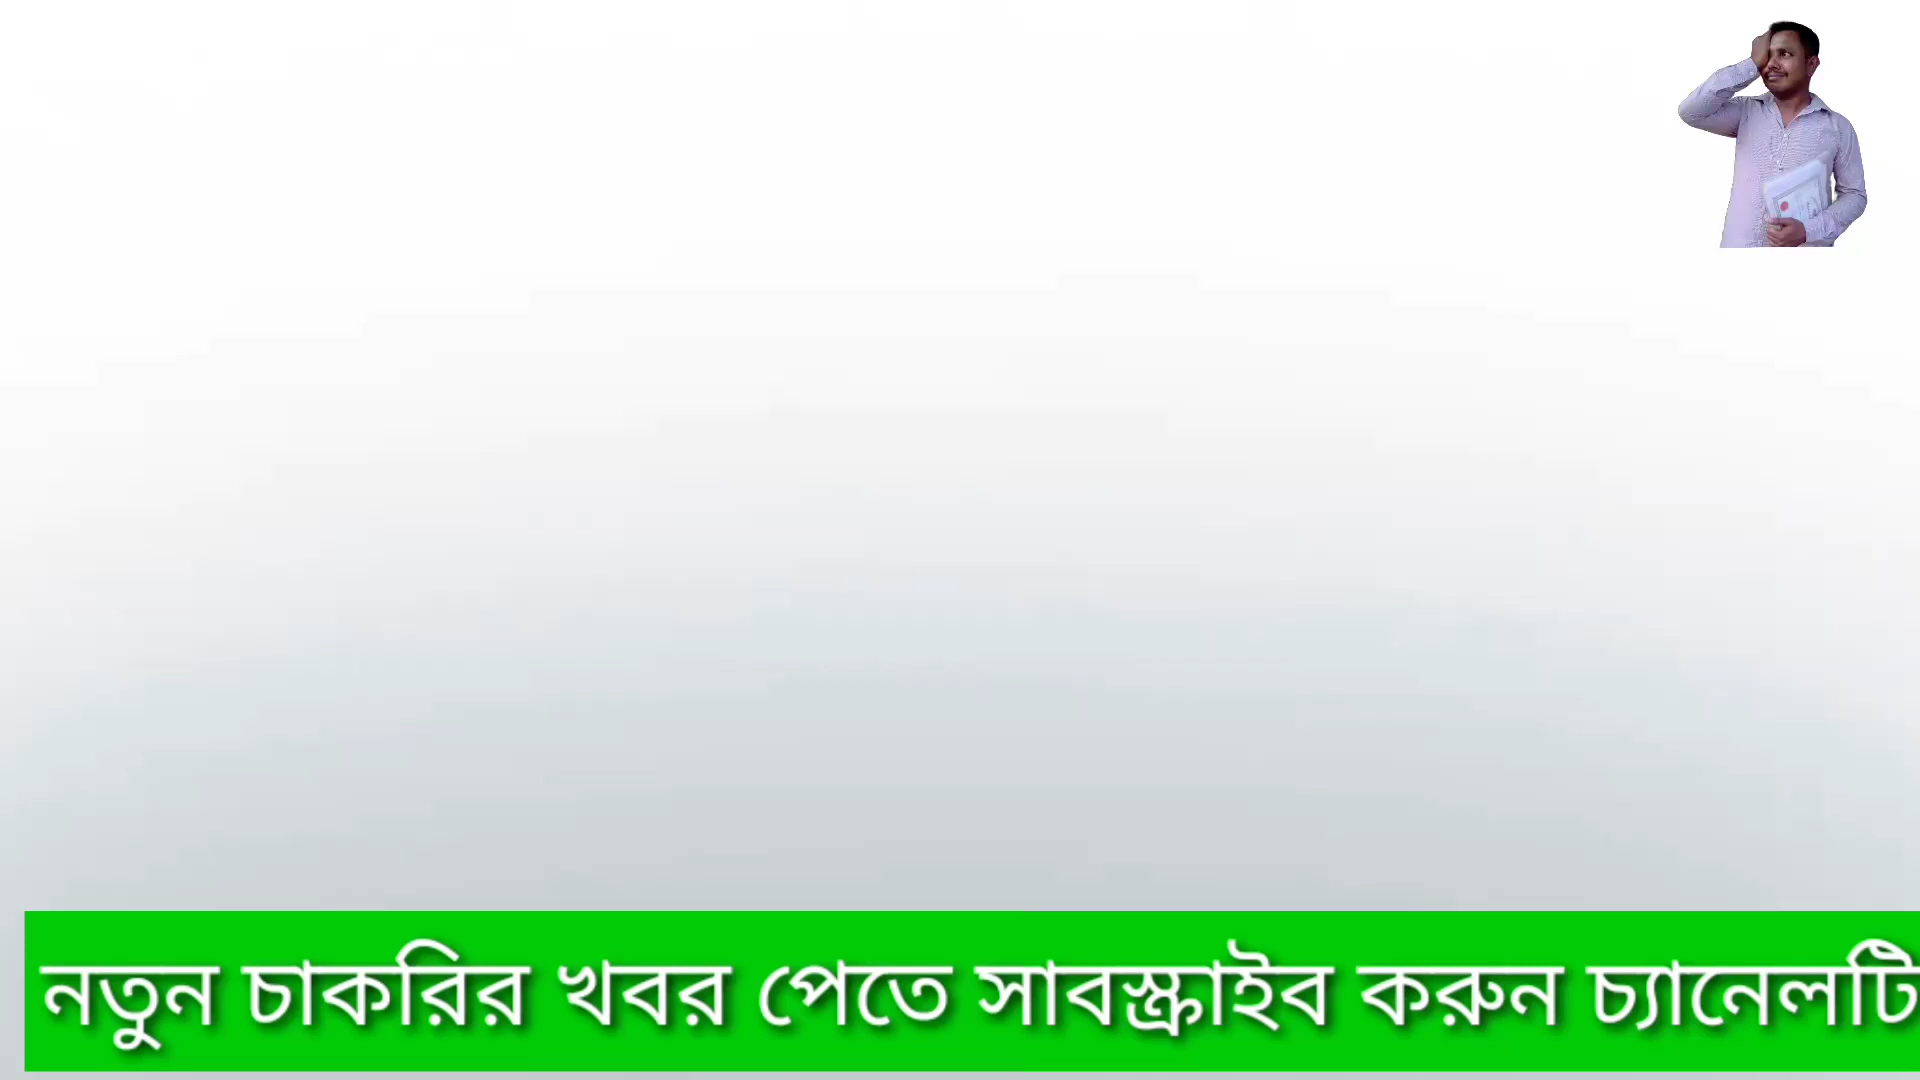 নতুন চাকরির খবর পেতে সাবস্ক্রাইব করুন চ্যানেলটি